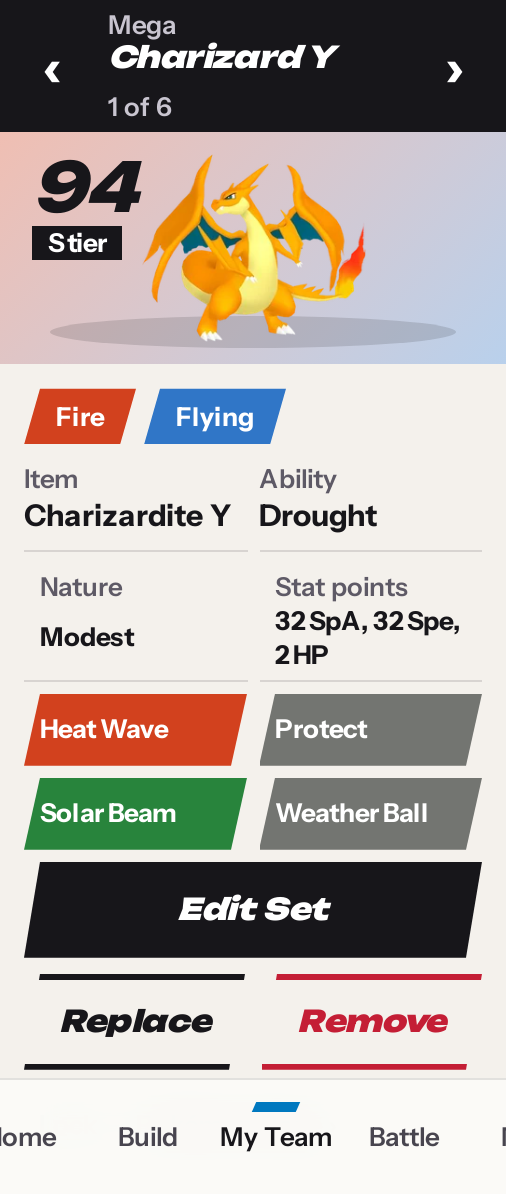 Mega
Charizard Y
‹
›
1 of 6
94
S tier
Fire
Flying
Item
Ability
Charizardite Y
Drought
Nature
Stat points
Modest
32 SpA, 32 Spe,
2 HP
Heat Wave
Protect
Solar Beam
Weather Ball
Edit Set
Replace
Remove
Build
My Team
Battle